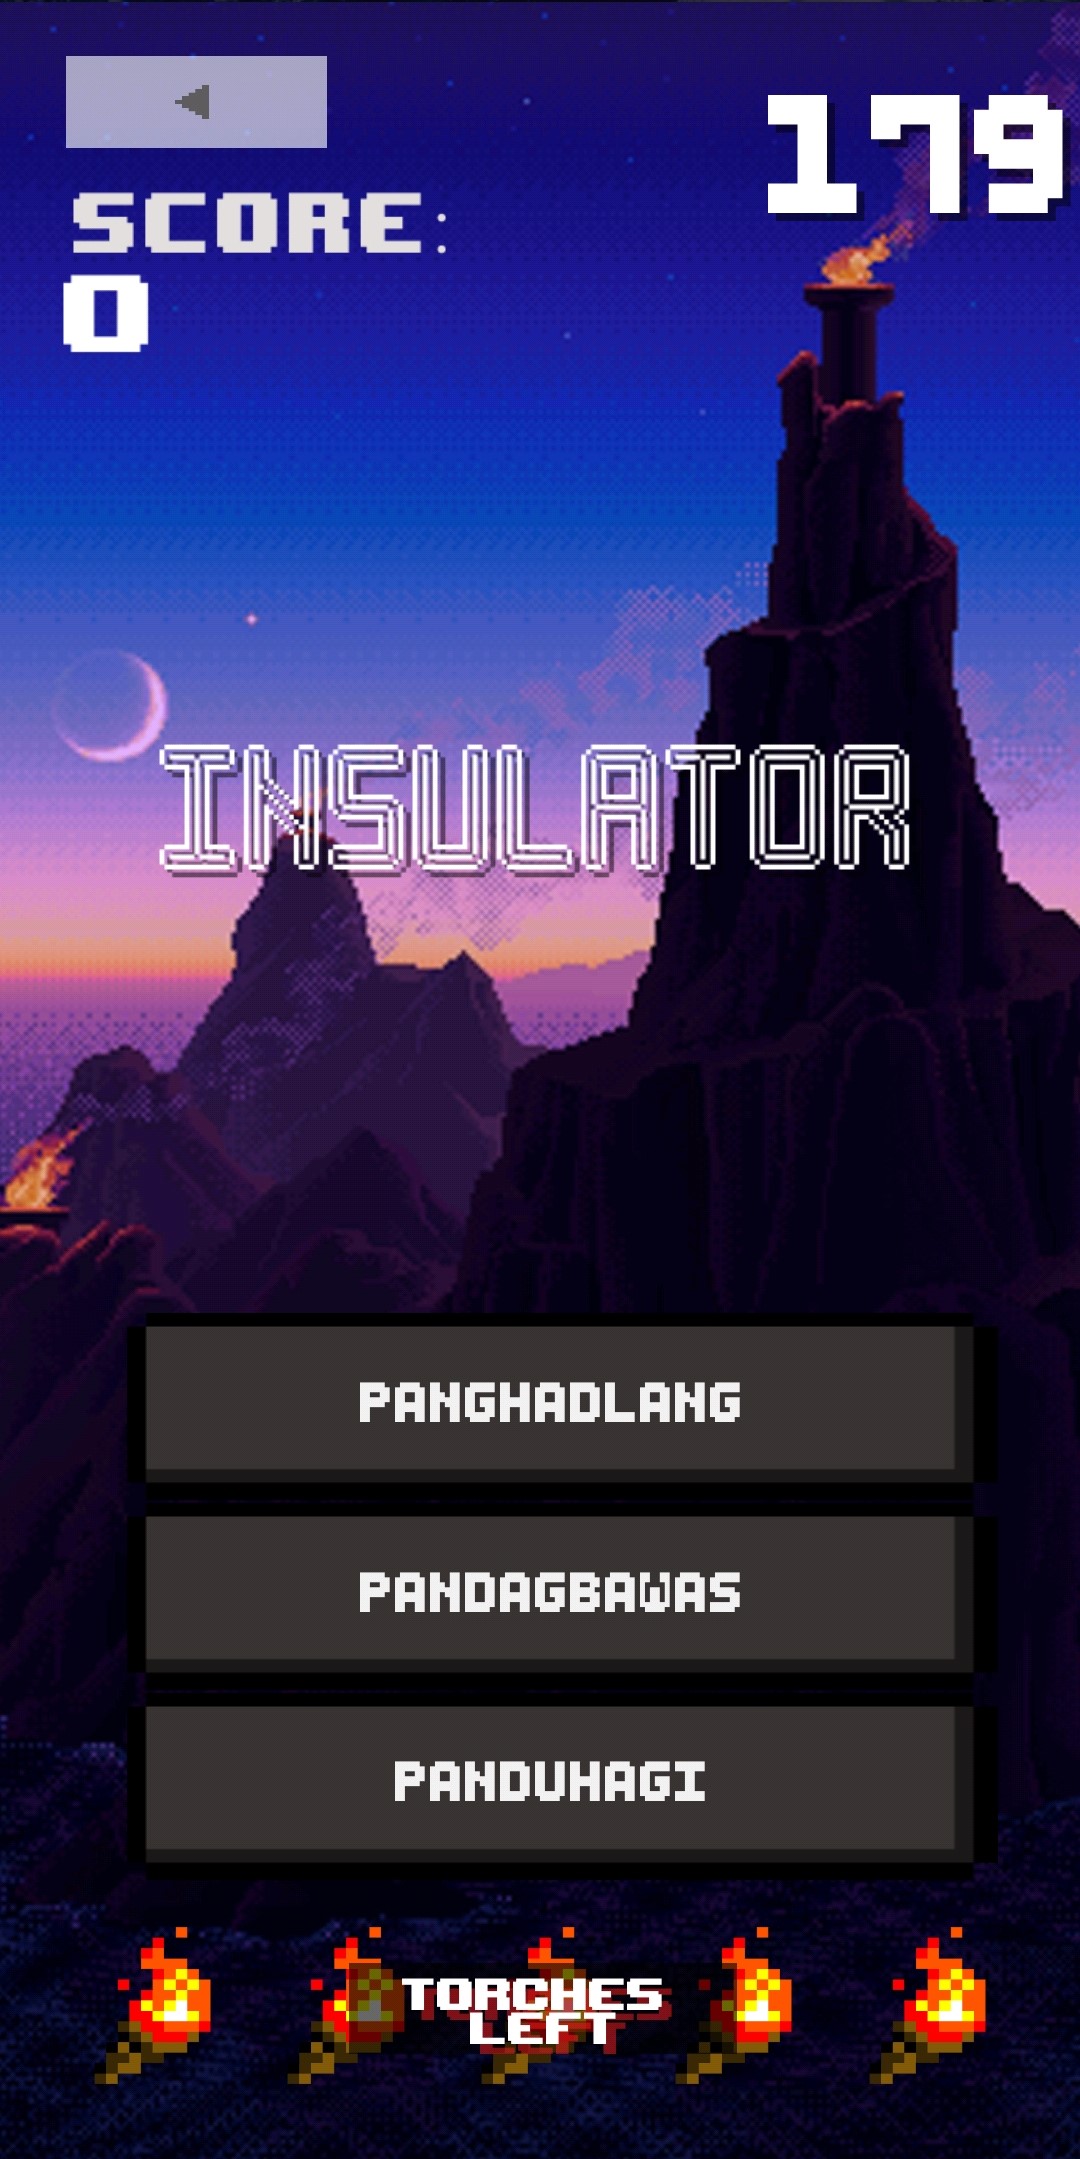 179
SCORE:
0
INSULATOR
PANGHADLANG
PANDAGBAWAS
PANDUHAGI
TORCHES
LEFT